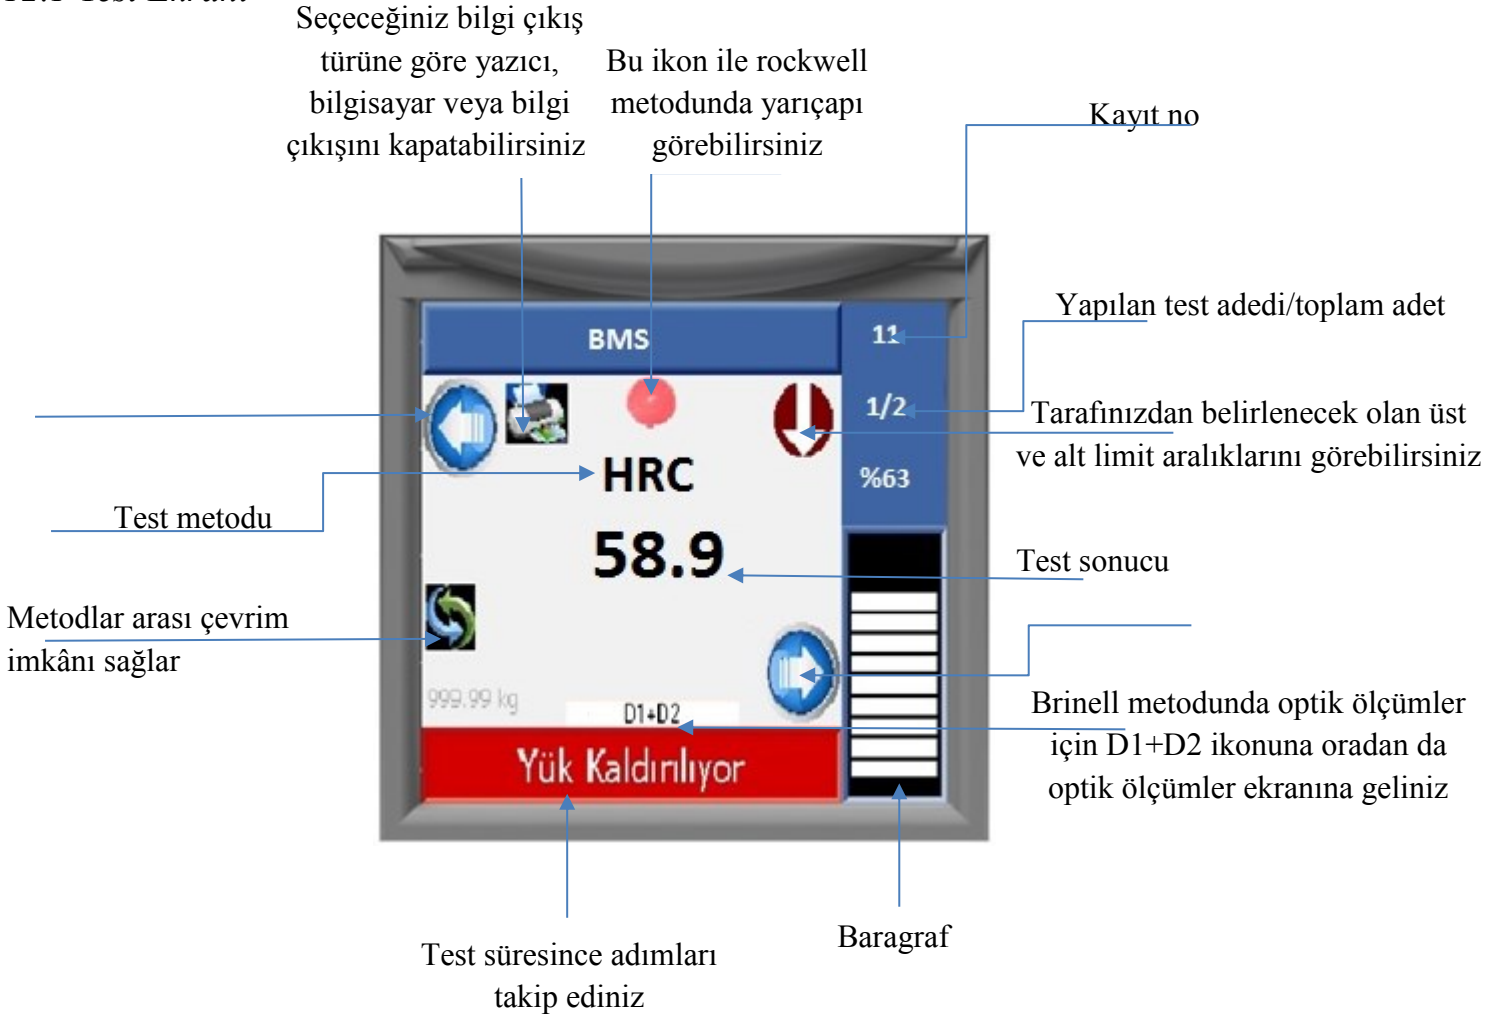 Seçeceğiniz bilgi çıkış
türüne göre yazıcı,
bilgisayar veya bilgi
çıkışını kapatabilirsiniz
Bu ikon ile rockwell
metodunda yarıçapı
görebilirsiniz
Kayıt no
Yapılan test adedi/toplam adet
Tarafınızdan belirlenecek olan üst
ve alt limit aralıklarını görebilirsiniz
BMS
11
1/2
%63
HRC
58.9
Test metodu
Test sonucu
Metodlar arası çevrim
imkânı sağlar
999.99 kg
D1+D2
Yük Kaldırılıyor
Brinell metodunda optik ölçümler
için D1+D2 ikonuna oradan da
optik ölçümler ekranına geliniz
Baragraf
Test süresince adımları
takip ediniz